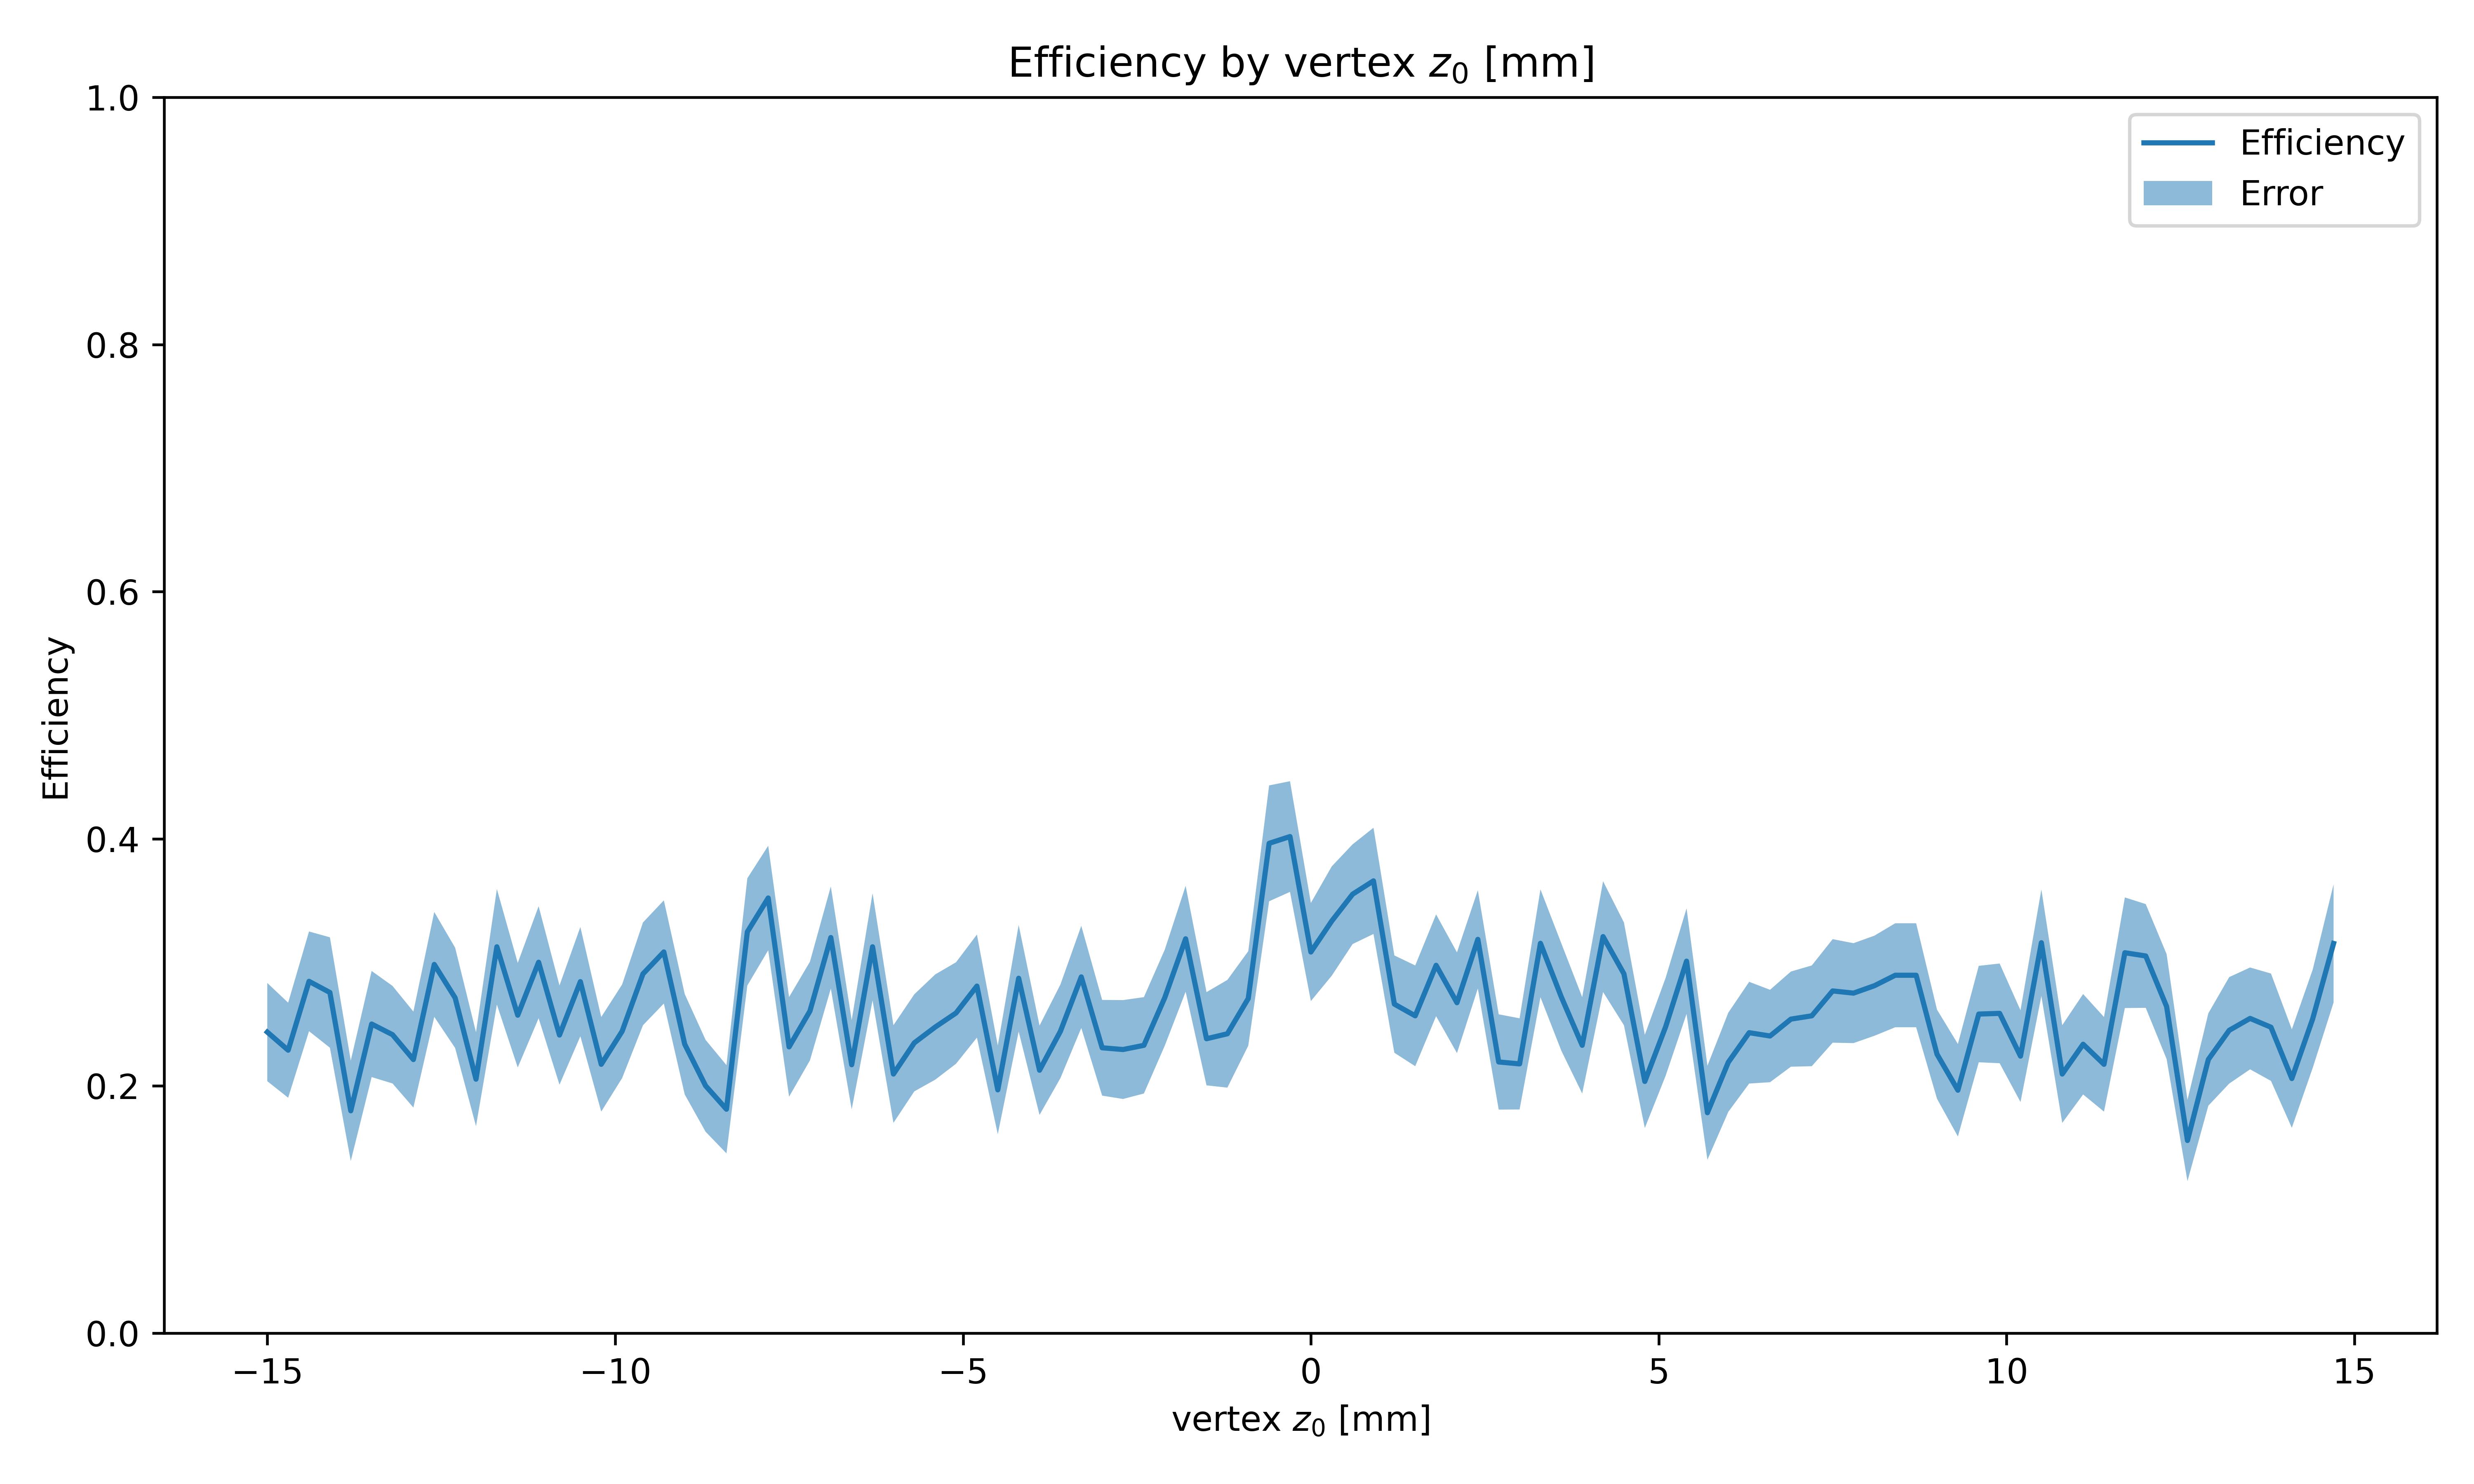 Efficiency by vertex z₀ [mm]
1.0
0.8
0.6
0.4
0.2
0.0
Efficiency
Efficiency
Error
−15
−10
−5
0
5
10
15
vertex z₀ [mm]